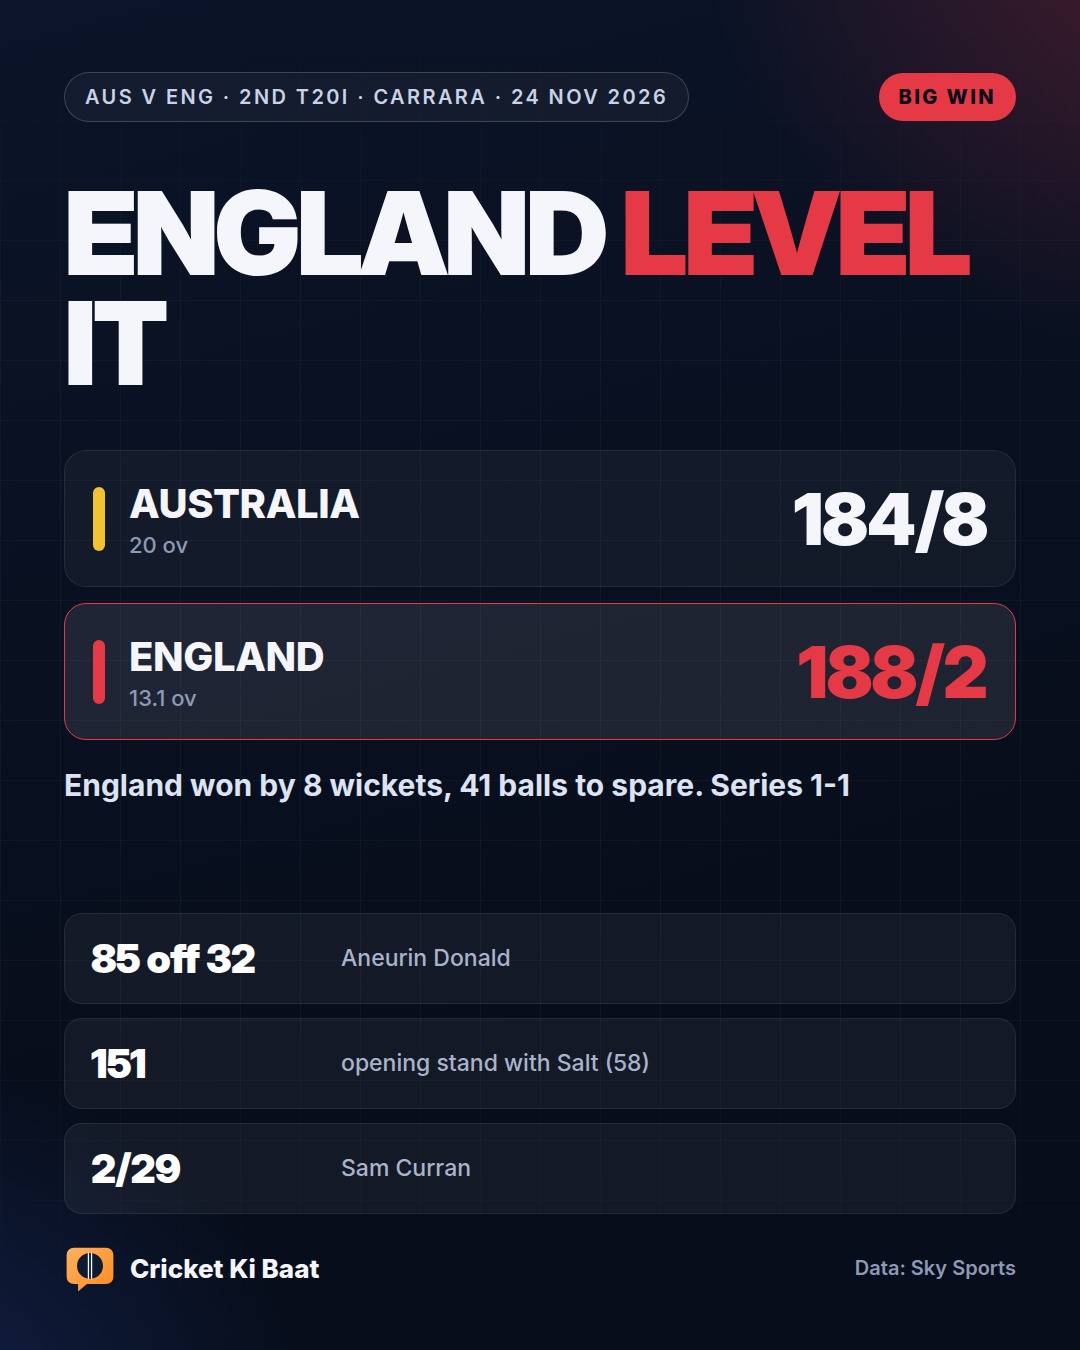 AUS V ENG · 2ND T20I · CARRARA · 24 NOV 2026
BIG WIN
ENGLAND LEVEL
IT
AUSTRALIA
20 ov
184/8
ENGLAND
13.1 ov
188/2
England won by 8 wickets, 41 balls to spare. Series 1-1
85 off 32
Aneurin Donald
151
opening stand with Salt (58)
2/29
Sam Curran
Cricket Ki Baat
Data: Sky Sports